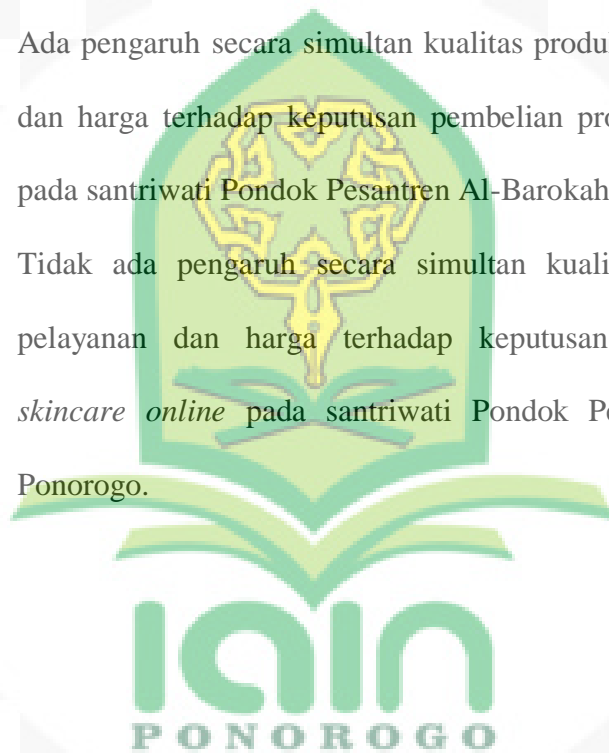 Ada pengaruh secara simultan kualitas produ
dan harga terhadap keputusan pembelian pro
pada santriwati Pondok Pesantren Al-Barokah
Tidak ada pengaruh secara simultan kuali
pelayanan dan harga terhadap keputusan
skincare online pada santriwati Pondok Pe
Ponorogo.
iain
PONOROGO